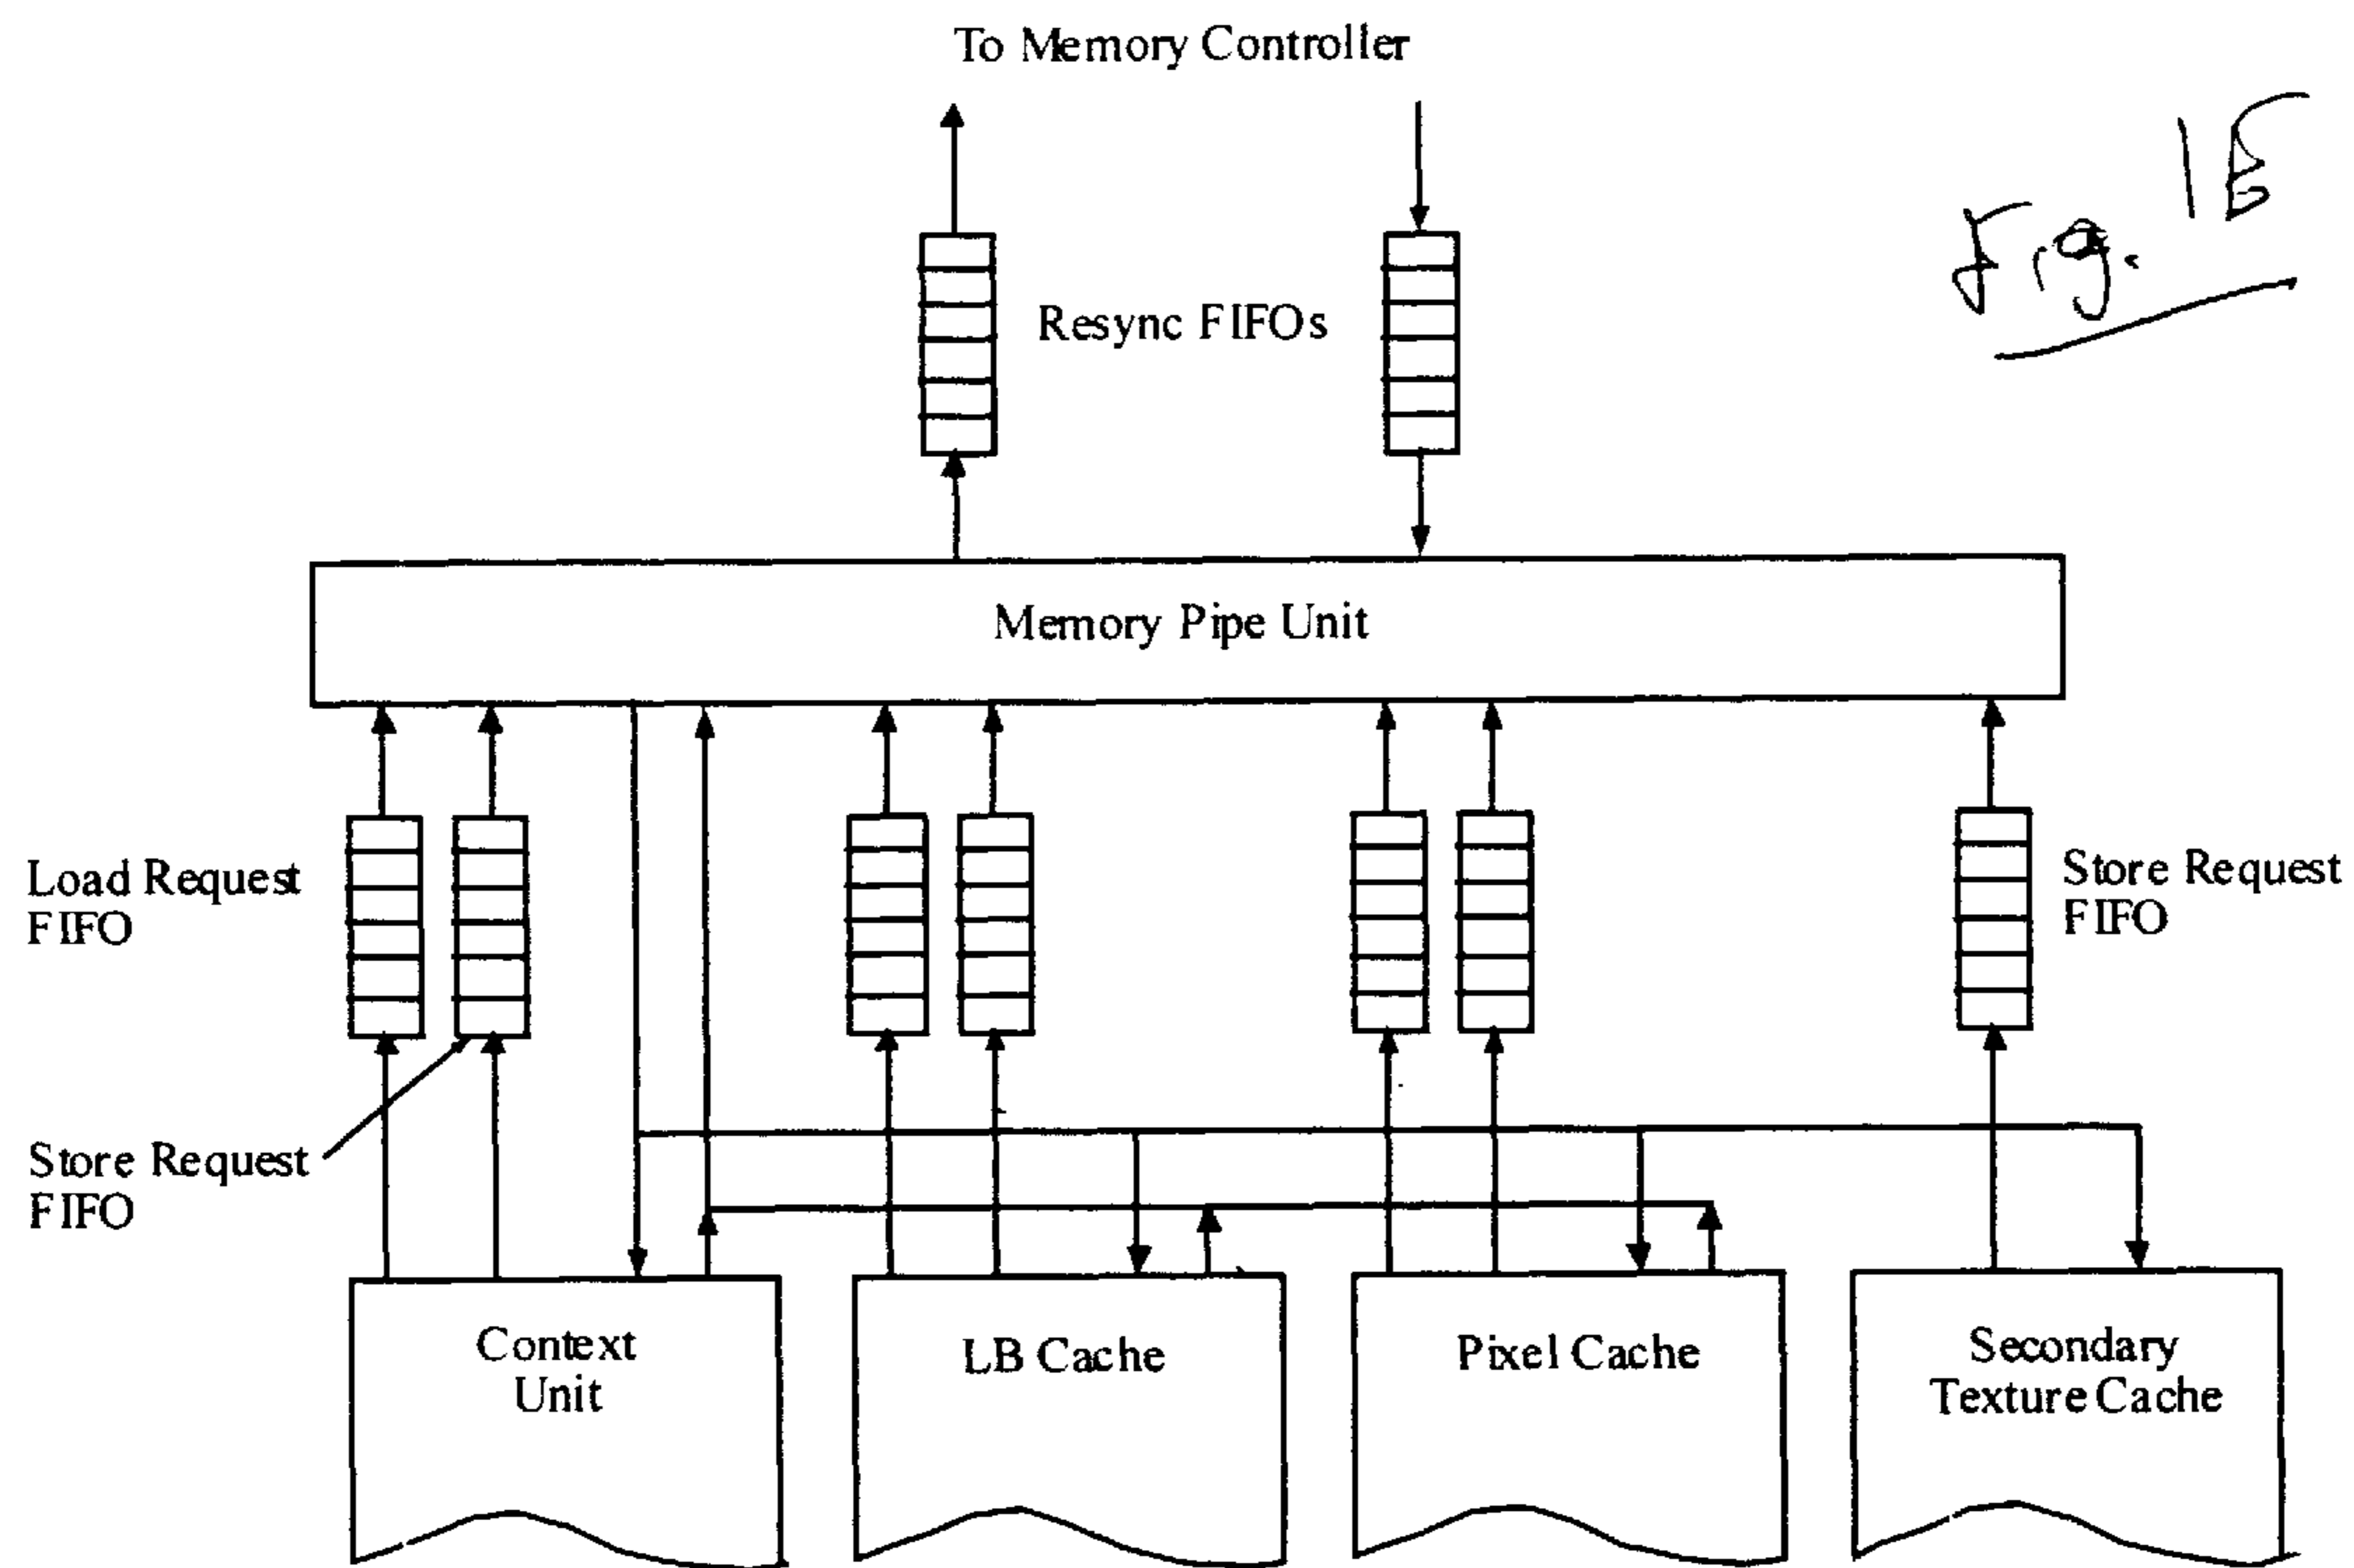 To Memory Controller
Fig. 1B
Resync FIFOs
Memory Pipe Unit
Load Request
FIFO
Store Request
FIFO
Store Request
FIFO
Context
Unit
LB Cache
Pixel Cache
Secondary
Texture Cache